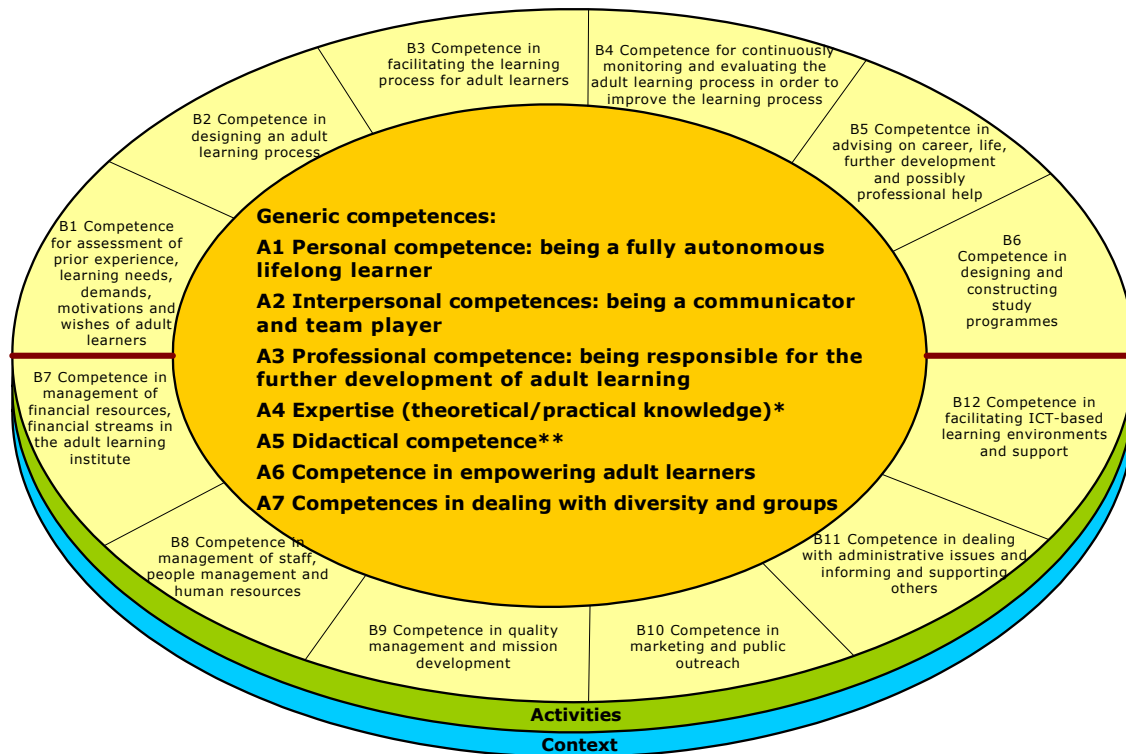 B3 Competence in
facilitating the learning
process for adult learners
B4 Competence for continuously
monitoring and evaluating the
adult learning process in order to
improve the learning process
B2 Competence in
designing an adult
learning process
B5 Competentce in
advising on career, life,
further development
and possibly
professional help
B1 Competence
for assessment of
prior experience,
learning needs,
demands,
motivations and
wishes of adult
learners
B6
Competence in
designing and
constructing
study
programmes
Generic competences:
A1 Personal competence: being a fully autonomous
lifelong learner
A2 Interpersonal competences: being a communicator
and team player
A3 Professional competence: being responsible for the
further development of adult learning
A4 Expertise (theoretical/practical knowledge)*
A5 Didactical competence**
A6 Competence in empowering adult learners
A7 Competences in dealing with diversity and groups
B7 Competence in
management of
financial resources,
financial streams in
the adult learning
institute
B12 Competence in
facilitating ICT-based
learning environments
and support
B8 Competence in
management of staff,
people management and
human resources
B11 Competence in dealing
with administrative issues and
informing and supporting
others
B9 Competence in quality
management and mission
development
B10 Competence in
marketing and public
outreach
Activities
Context